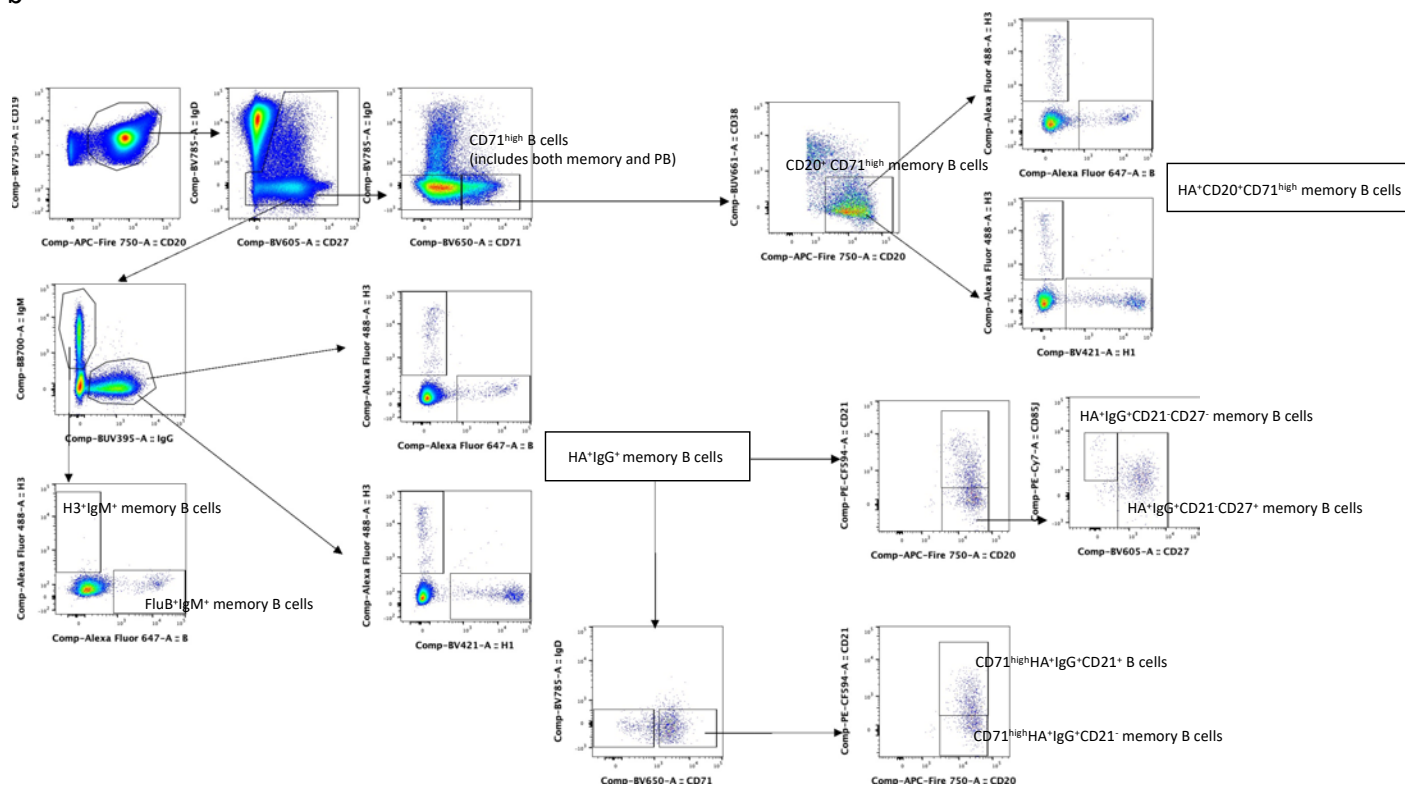 b
Comp-BV750-A :: CD19
Comp-APC-Fire 750-A :: CD20
Comp-BV785-A :: IgD
Comp-BV605-A :: CD27
Comp-BV785-A :: IgD
Comp-BV650-A :: CD71
CD71high B cells
(includes both memory and PB)
Comp-BUV661-A :: CD38
Comp-APC-Fire 750-A :: CD20
CD20+ CD71high memory B cells
Comp-Alexa Fluor 488-A :: H3
Comp-Alexa Fluor 647-A :: B
HA+CD20+CD71high memory B cells
Comp-Alexa Fluor 488-A :: H3
Comp-BV421-A :: H1
Comp-BB700-A :: IgM
Comp-BUV395-A :: IgG
Comp-Alexa Fluor 488-A :: H3
Comp-Alexa Fluor 647-A :: B
HA+IgG+ memory B cells
Comp-PE-CF594-A :: CD21
Comp-APC-Fire 750-A :: CD20
Comp-PE-Cy7-A :: CD85J
Comp-BV605-A :: CD27
HA+IgG+CD21-CD27- memory B cells
HA+IgG+CD21-CD27+ memory B cells
Comp-Alexa Fluor 488-A :: H3
Comp-Alexa Fluor 647-A :: B
H3+IgM+ memory B cells
FluB+IgM+ memory B cells
Comp-Alexa Fluor 488-A :: H3
Comp-BV421-A :: H1
Comp-BV785-A :: IgD
Comp-BV650-A :: CD71
Comp-PE-CF594-A :: CD21
Comp-APC-Fire 750-A :: CD20
CD71highHA+IgG+CD21+ B cells
CD71highHA+IgG+CD21- memory B cells